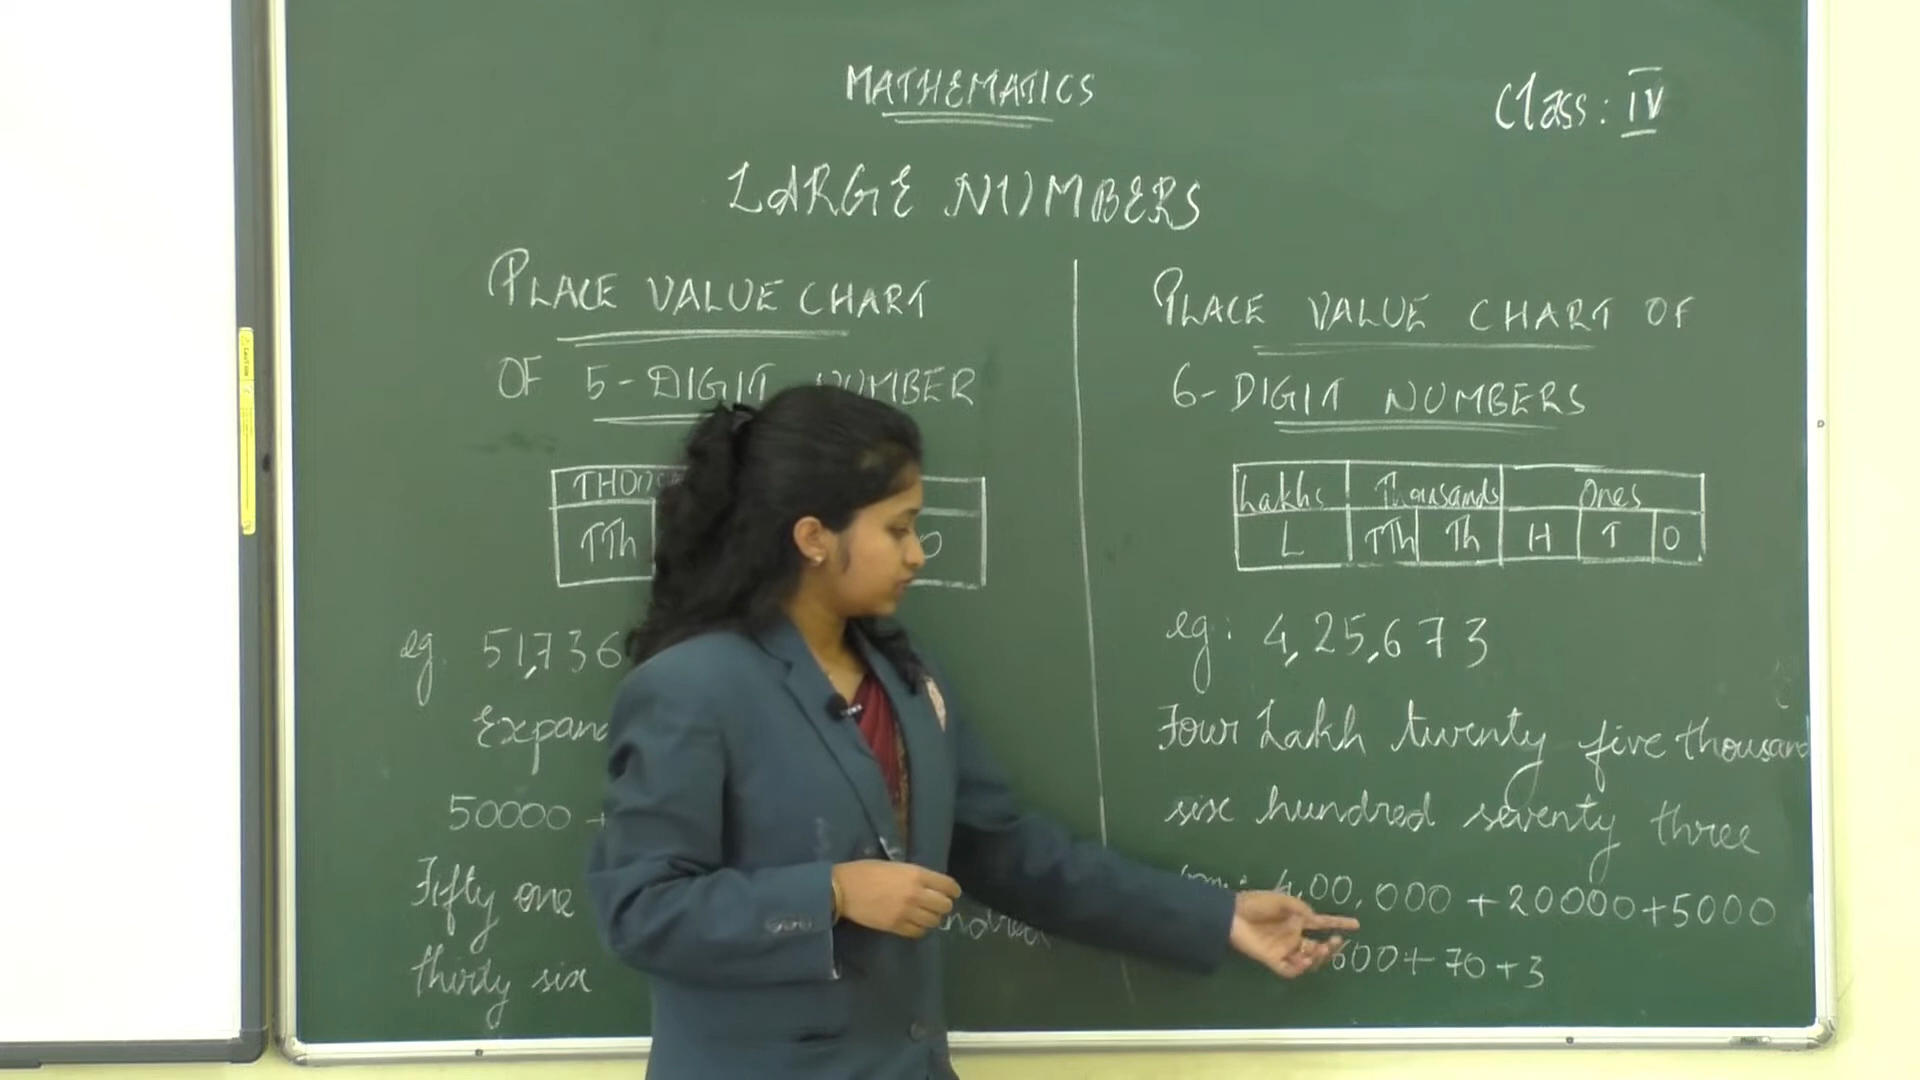 MATHEMATICS
Class: IV
LARGE NUMBERS
PLACE VALUE CHART
OF 5-DIGIT NUMBER
TTh O
eg. 51,736
50000 +
Fifty one
thirty six
PLACE VALUE CHART OF
6-DIGIT NUMBERS
Lakhs Thousands Ones
L TTh Th H T O
eg: 4,25,673
Four Lakh twenty five thousand
six hundred seventy three
4,00,000 + 20000 + 5000
600 + 70 + 3